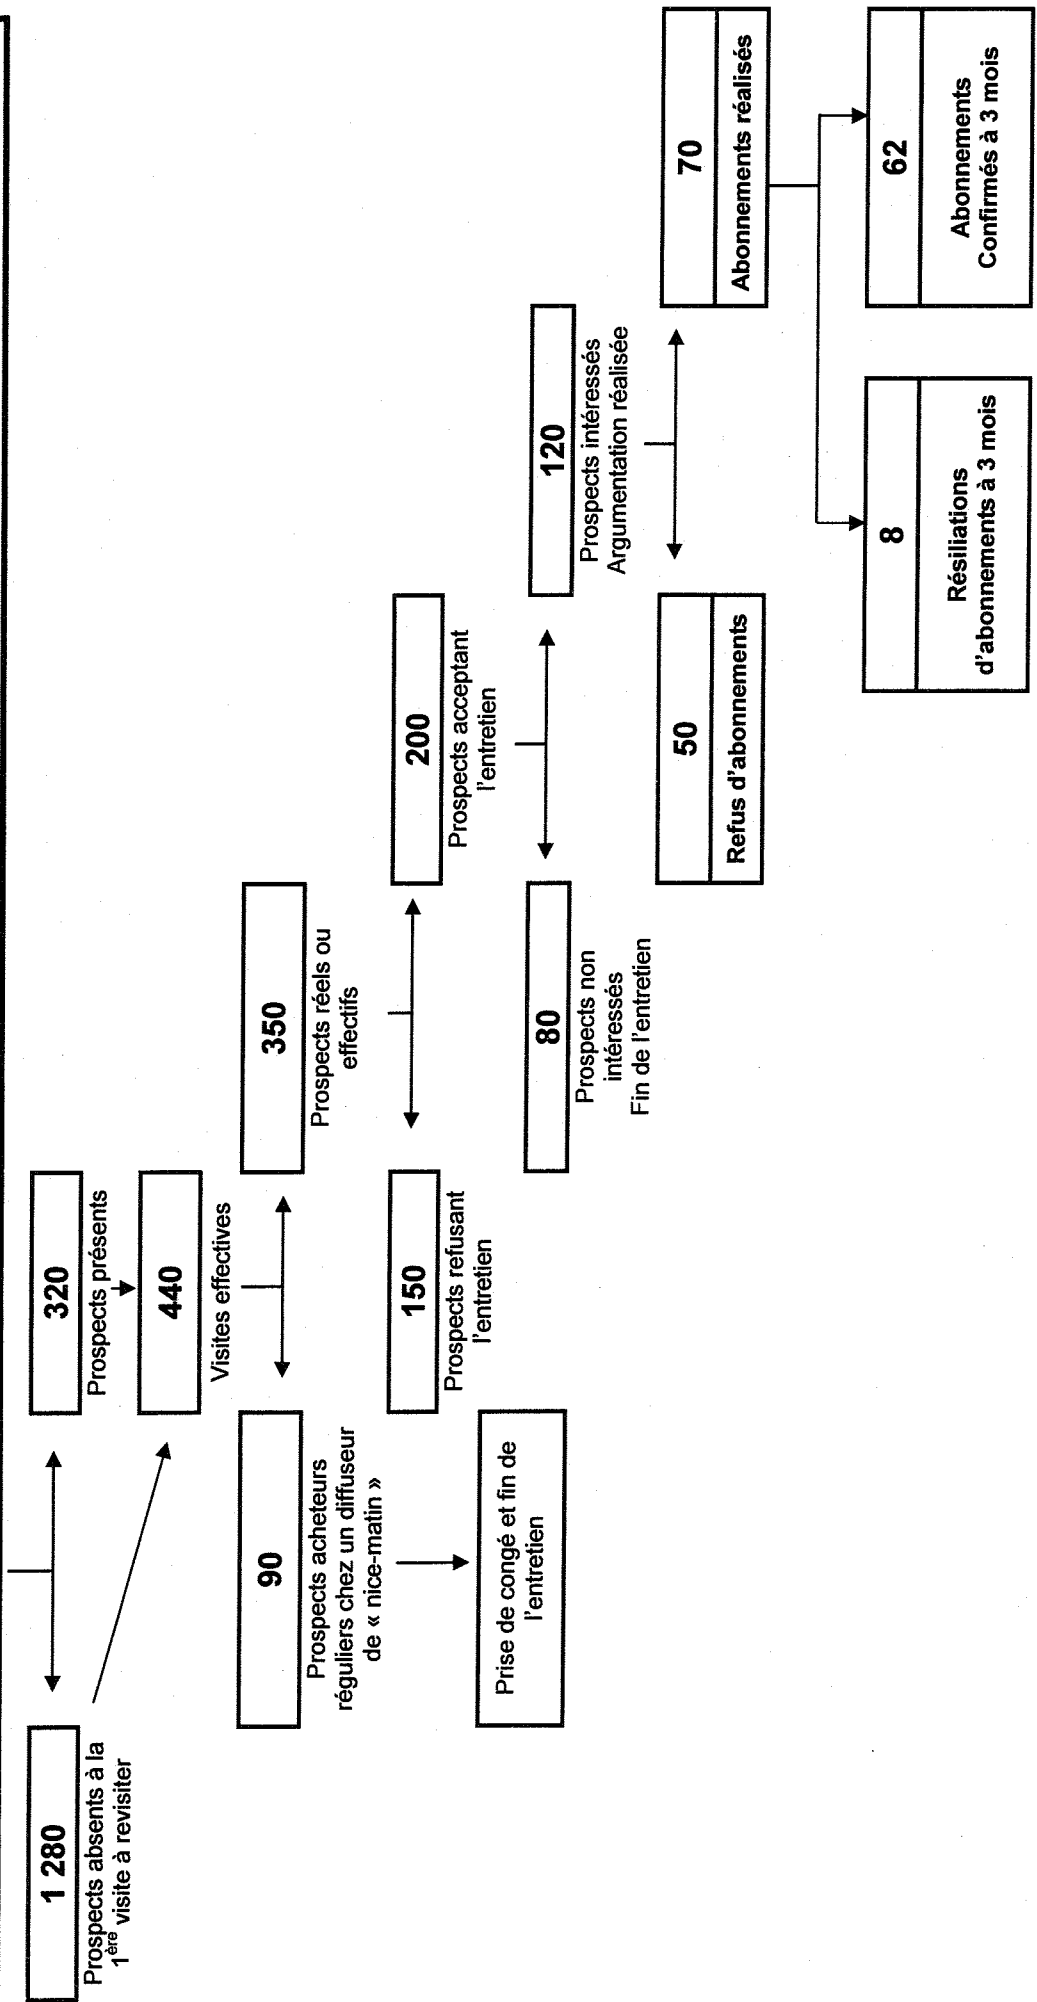 1 280
Prospects absents à la
1ère visite à revisiter
320
Prospects présents
440
Visites effectives
90
Prospects acheteurs
réguliers chez un diffuseur
de « nice-matin »
350
Prospects réels ou
effectifs
Prise de congé et fin de
l'entretien
150
Prospects refusant
l'entretien
200
Prospects acceptant
l'entretien
80
Prospects non
intéressés
Fin de l'entretien
120
Prospects intéressés
Argumentation réalisée
50
Refus d'abonnements
70
Abonnements réalisés
8
Résiliations
d'abonnements à 3 mois
62
Abonnements
Confirmés à 3 mois